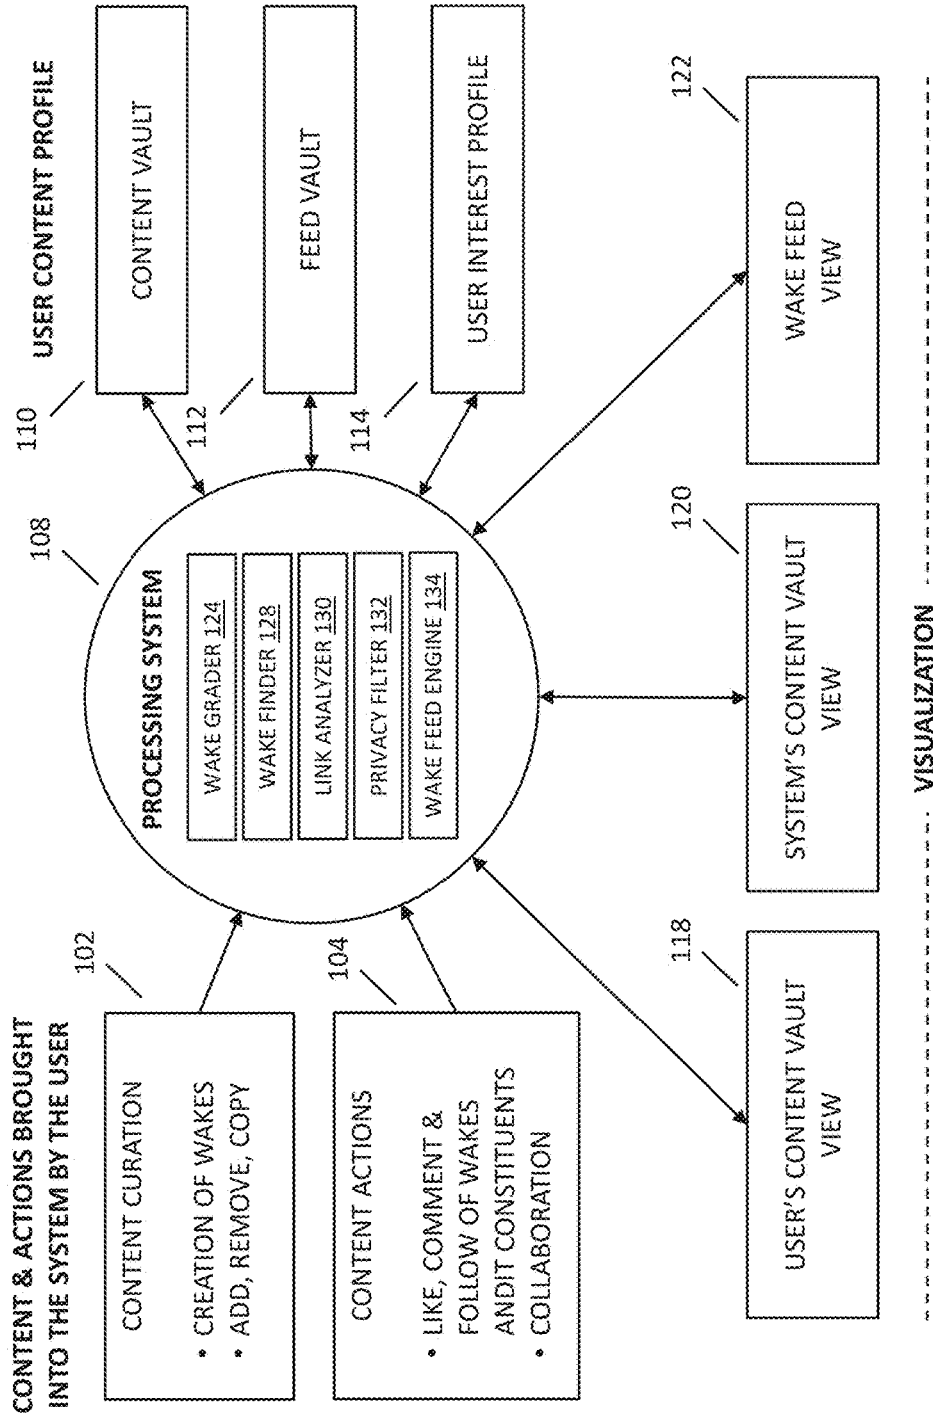 CONTENT & ACTIONS BROUGHT
INTO THE SYSTEM BY THE USER
102
CONTENT CURATION
• CREATION OF WAKES
• ADD, REMOVE, COPY
104
CONTENT ACTIONS
• LIKE, COMMENT &
FOLLOW OF WAKES
ANDIT CONSTITUENTS
• COLLABORATION
108
PROCESSING SYSTEM
WAKE GRADER 124
WAKE FINDER 128
LINK ANALYZER 130
PRIVACY FILTER 132
WAKE FEED ENGINE 134
USER CONTENT PROFILE
110
CONTENT VAULT
112
FEED VAULT
114
USER INTEREST PROFILE
118
USER'S CONTENT VAULT
VIEW
120
SYSTEM'S CONTENT VAULT
VIEW
122
WAKE FEED
VIEW
VISUALIZATION